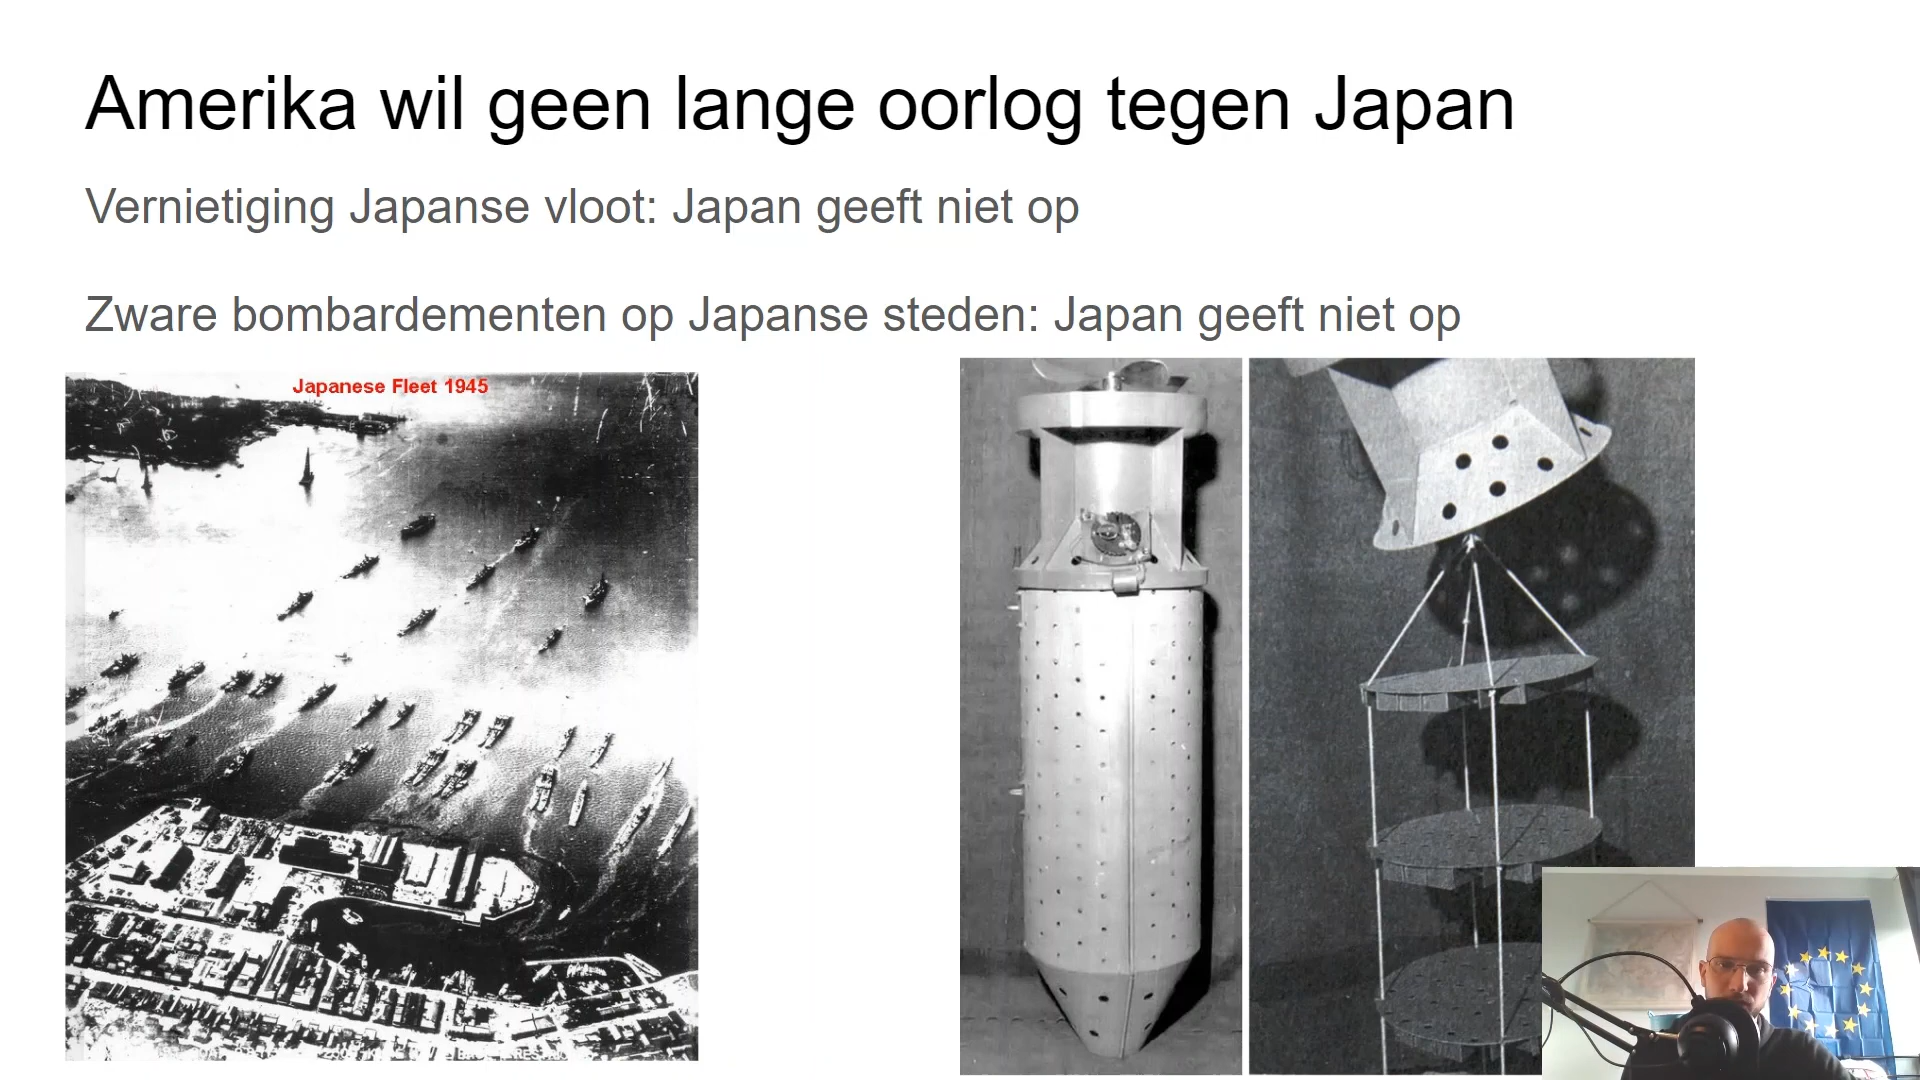 Amerika wil geen lange oorlog tegen Japan
Vernietiging Japanse vloot: Japan geeft niet op
Zware bombardementen op Japanse steden: Japan geeft niet op
Japanese Fleet 1945